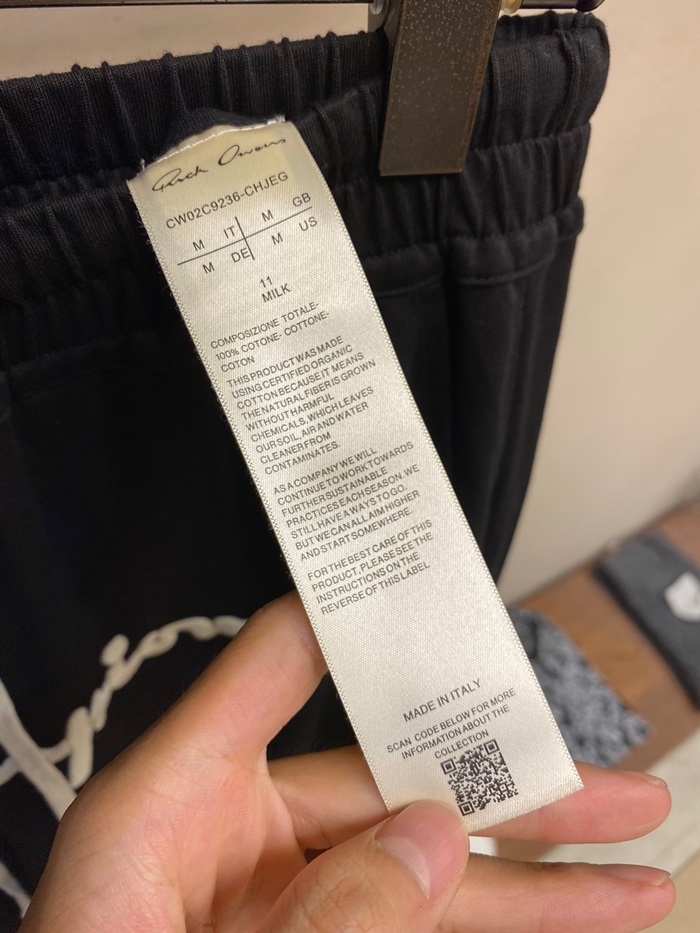 Rick Owens
CW02C9236-CHJEG
M IT M GB
M DE M US
11
MILK
COMPOSIZIONE TOTALE-
100% COTONE- COTTONE-
COTON
THIS PRODUCT WAS MADE
USING CERTIFIED ORGANIC
COTTON BECAUSE IT MEANS
THE NATURAL FIBER IS GROWN
WITHOUT HARMFUL
CHEMICALS, WHICH LEAVES
OUR SOIL, AIR AND WATER
CLEANER FROM
CONTAMINATES.
AS A COMPANY WE WILL
CONTINUE TO WORK TOWARDS
FURTHER SUSTAINABLE
PRACTICES EACH SEASON. WE
STILL HAVE A WAYS TO GO.
BUT WE CAN ALL AIM HIGHER
AND START SOMEWHERE.
FOR THE BEST CARE OF THIS
PRODUCT, PLEASE SEE THE
INSTRUCTIONS ON THE
REVERSE OF THIS LABEL
MADE IN ITALY
SCAN CODE BELOW FOR MORE
INFORMATION ABOUT THE
COLLECTION